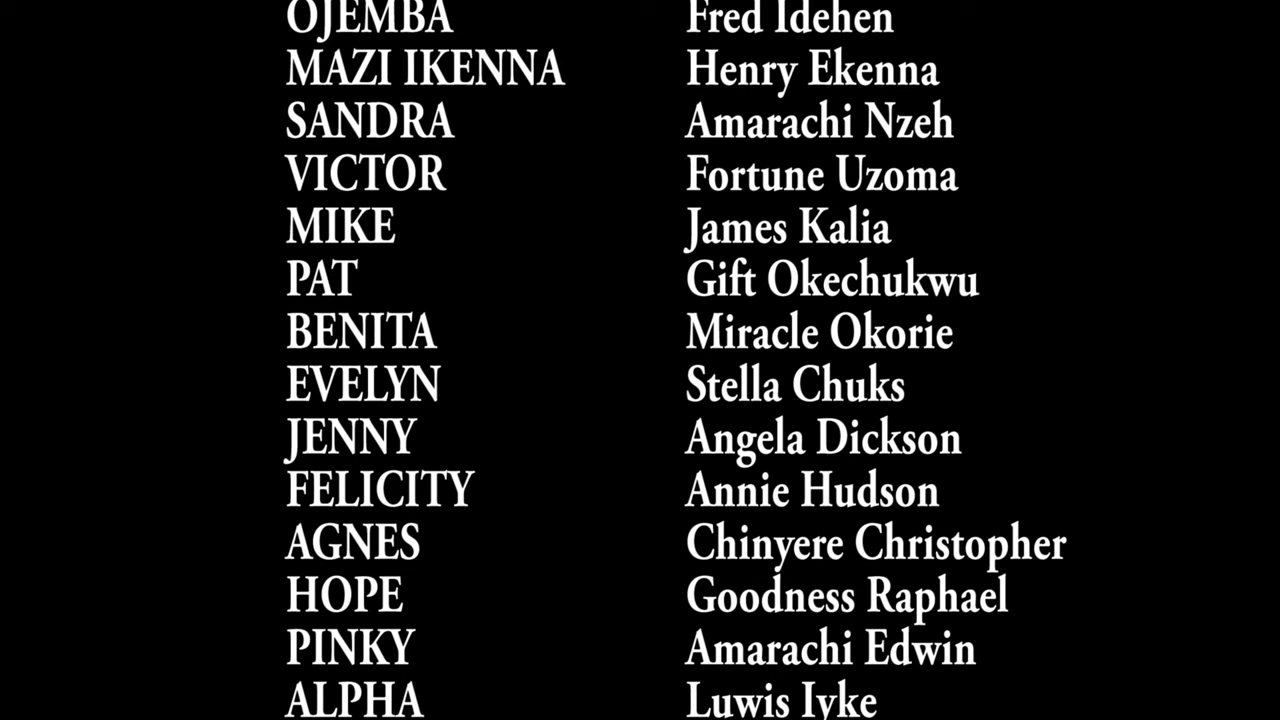 OJEMBA Fred Idehen
MAZI IKENNA Henry Ekenna
SANDRA Amarachi Nzeh
VICTOR Fortune Uzoma
MIKE James Kalia
PAT Gift Okechukwu
BENITA Miracle Okorie
EVELYN Stella Chuks
JENNY Angela Dickson
FELICITY Annie Hudson
AGNES Chinyere Christopher
HOPE Goodness Raphael
PINKY Amarachi Edwin
ALPHA Luwis Iyke